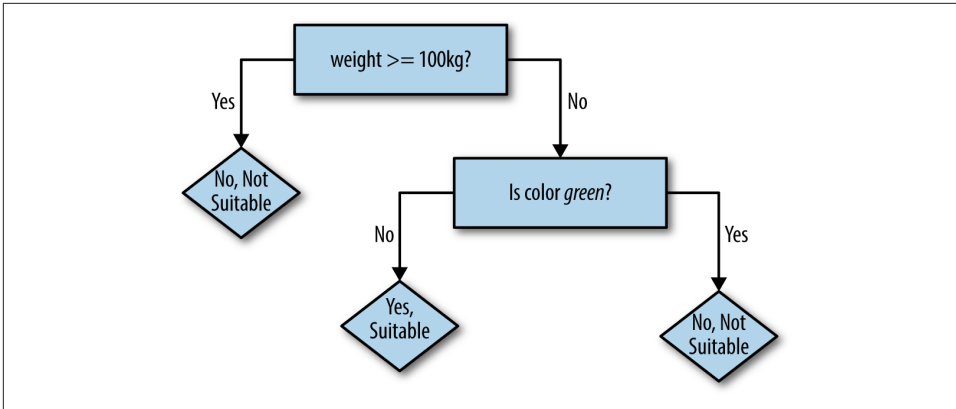 weight >= 100kg?
Yes
No
No, Not
Suitable
Is color green?
No
Yes
Yes,
Suitable
No, Not
Suitable